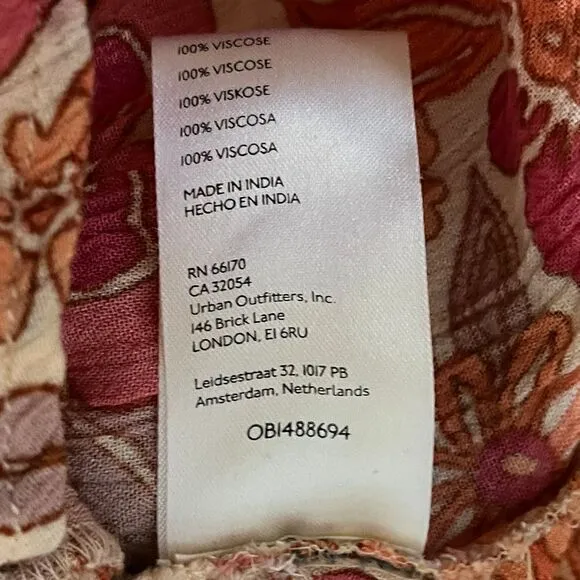 100% VISCOSE
100% VISCOSE
100% VISKOSE
100% VISCOSA
100% VISCOSA
MADE IN INDIA
HECHO EN INDIA
RN 66170
CA 32054
Urban Outfitters, Inc.
146 Brick Lane
LONDON, E1 6RU
Leidsestraat 32, 1017 PB
Amsterdam, Netherlands
OB1488694